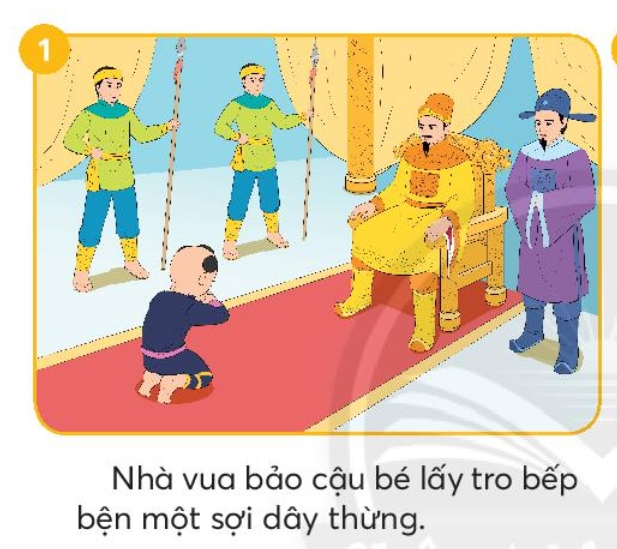 1
Nhà vua bảo cậu bé lấy tro bếp
bện một sợi dây thừng.